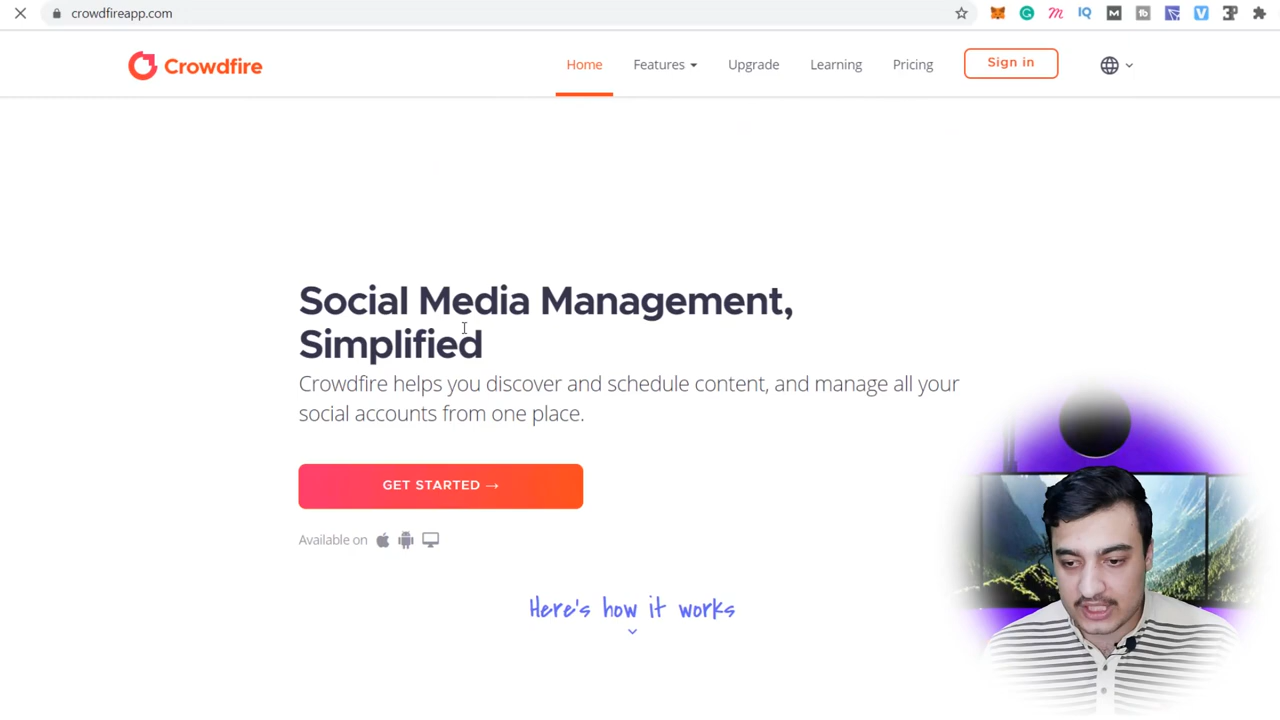 crowdfireapp.com
Crowdfire
Home Features Upgrade Learning Pricing Sign in
Social Media Management,
Simplified
Crowdfire helps you discover and schedule content, and manage all your
social accounts from one place.
GET STARTED →
Available on
Here's how it works